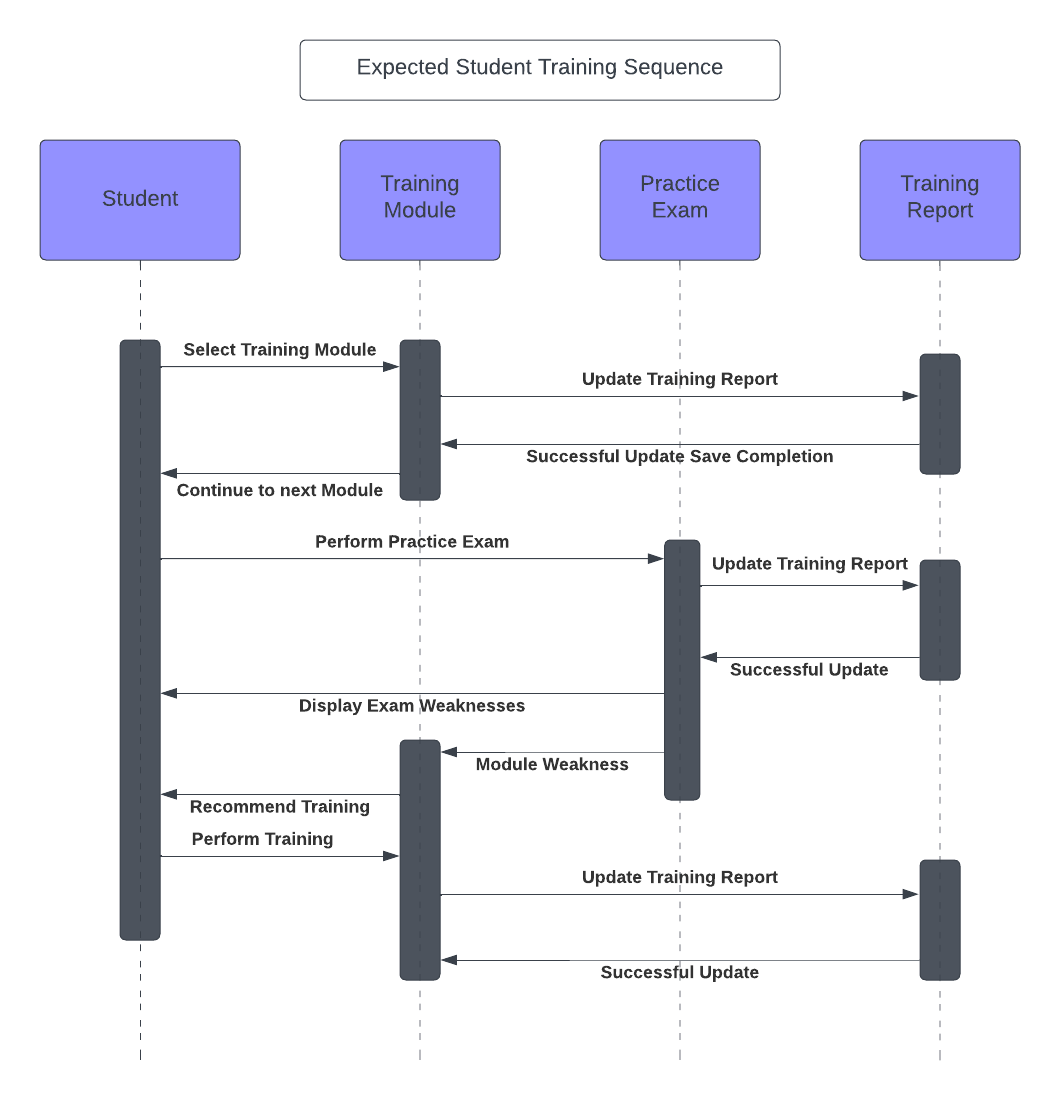 Expected Student Training Sequence
Student
Training
Module
Practice
Exam
Training
Report
Select Training Module
Update Training Report
Successful Update Save Completion
Continue to next Module
Perform Practice Exam
Update Training Report
Successful Update
Display Exam Weaknesses
Module Weakness
Recommend Training
Perform Training
Update Training Report
Successful Update